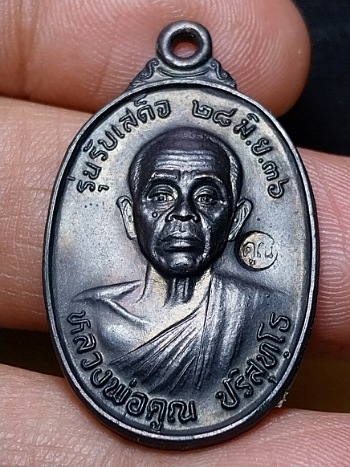 รุ่นรับเสด็จ ๒๘ มิ.ย.๓๖
คูณ
หลวงพ่อคูณ ปริสุทฺโธ